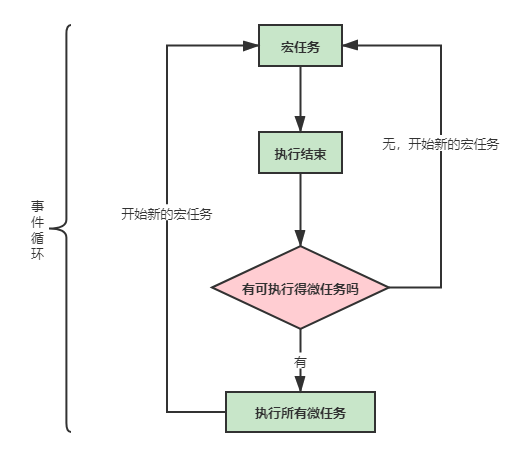 宏任务
执行结束
无，开始新的宏任务
事件循环
开始新的宏任务
有可执行得微任务吗
有
执行所有微任务